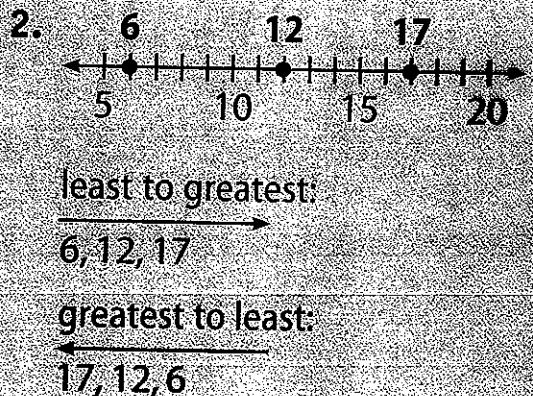 2. 6 12 17
5 10 15 20
least to greatest:
6, 12, 17
greatest to least:
17, 12, 6